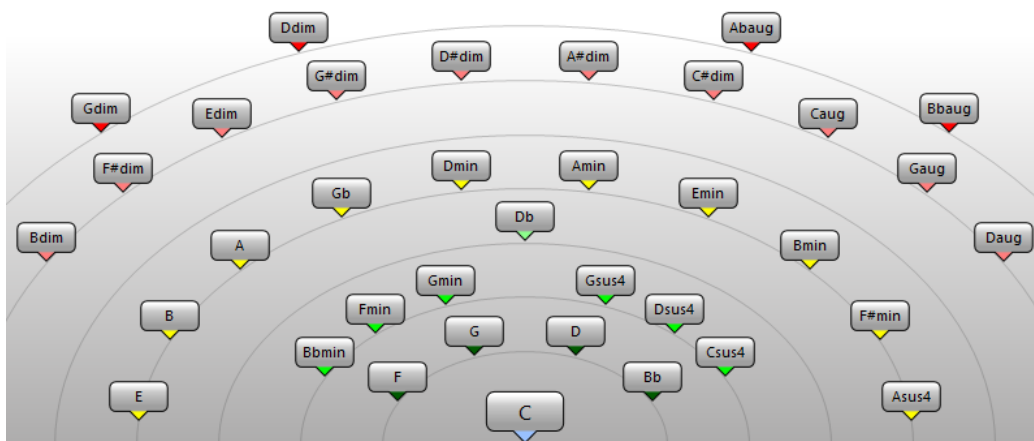 Ddim
Abaug
D#dim
A#dim
G#dim
C#dim
Gdim
Edim
Caug
Bbaug
F#dim
Dmin
Amin
Gaug
Gb
Emin
Db
Bdim
A
Bmin
Daug
Gmin
Gsus4
Fmin
Dsus4
B
F#min
G
D
Bbmin
Csus4
F
Bb
E
Asus4
C